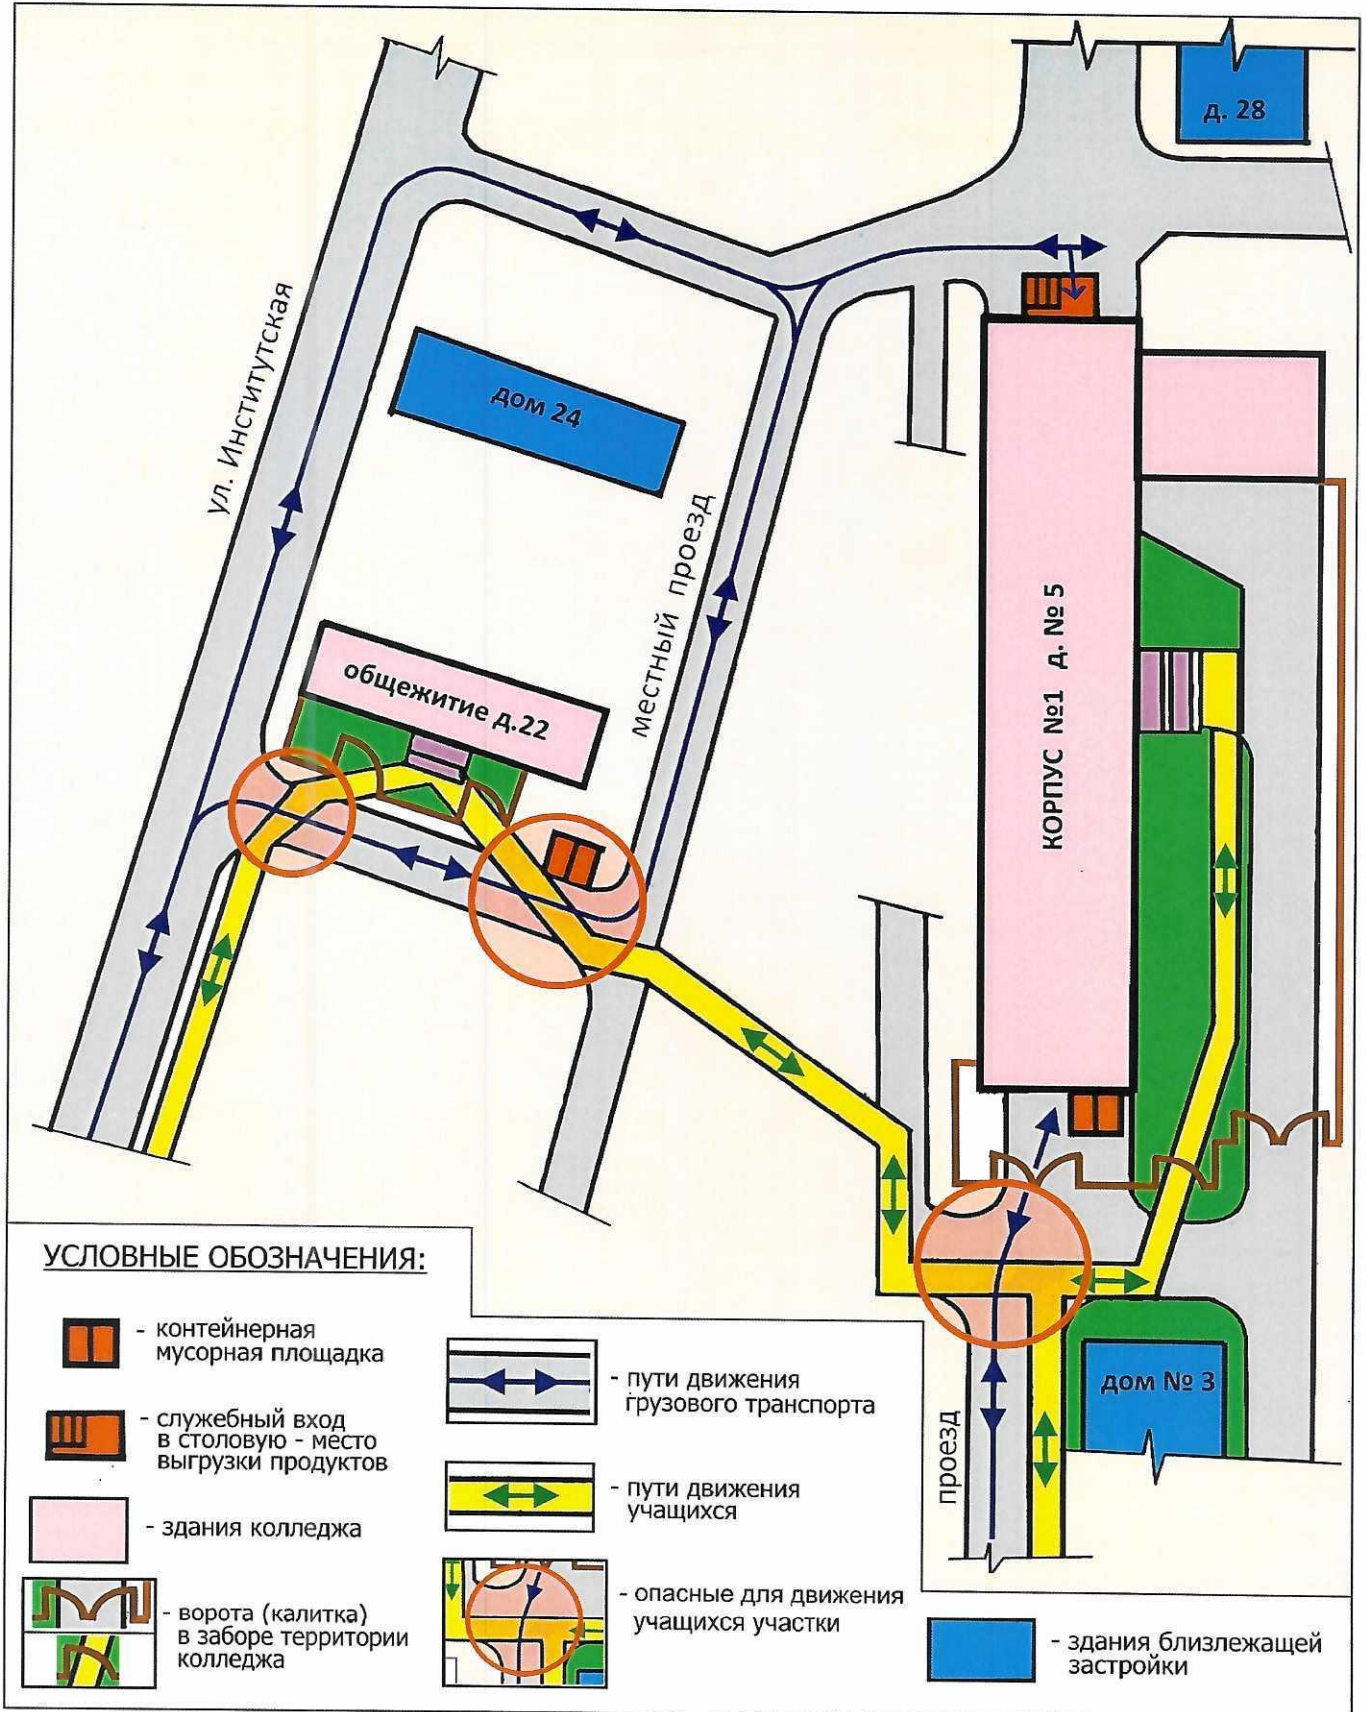 д. 28
ул. Институтская
дом 24
местный проезд
общежитие д.22
КОРПУС №1 д. № 5
дом № 3
проезд
УСЛОВНЫЕ ОБОЗНАЧЕНИЯ:
- контейнерная
мусорная площадка
- служебный вход
в столовую - место
выгрузки продуктов
- здания колледжа
- ворота (калитка)
в заборе территории
колледжа
- пути движения
грузового транспорта
- пути движения
учащихся
- опасные для движения
учащихся участки
- здания близлежащей
застройки